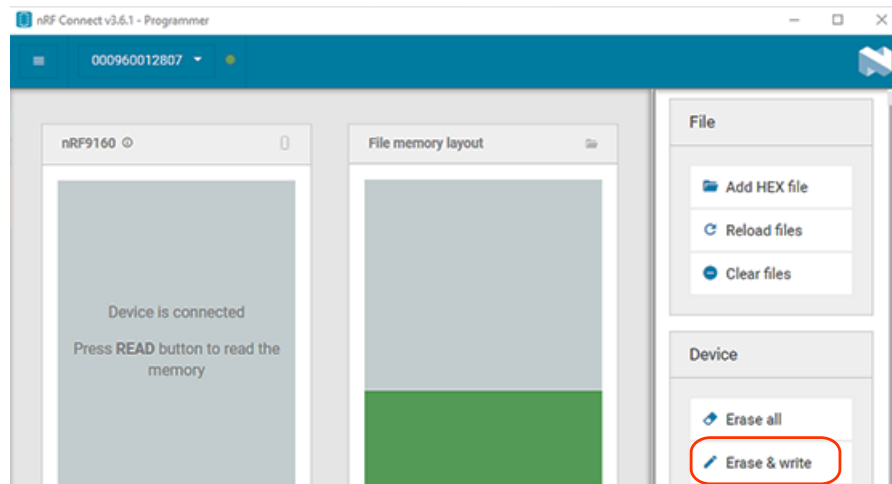 nRF Connect v3.6.1 - Programmer
000960012807
nRF9160
Device is connected
Press READ button to read the
memory
File memory layout
File
Add HEX file
Reload files
Clear files
Device
Erase all
Erase & write